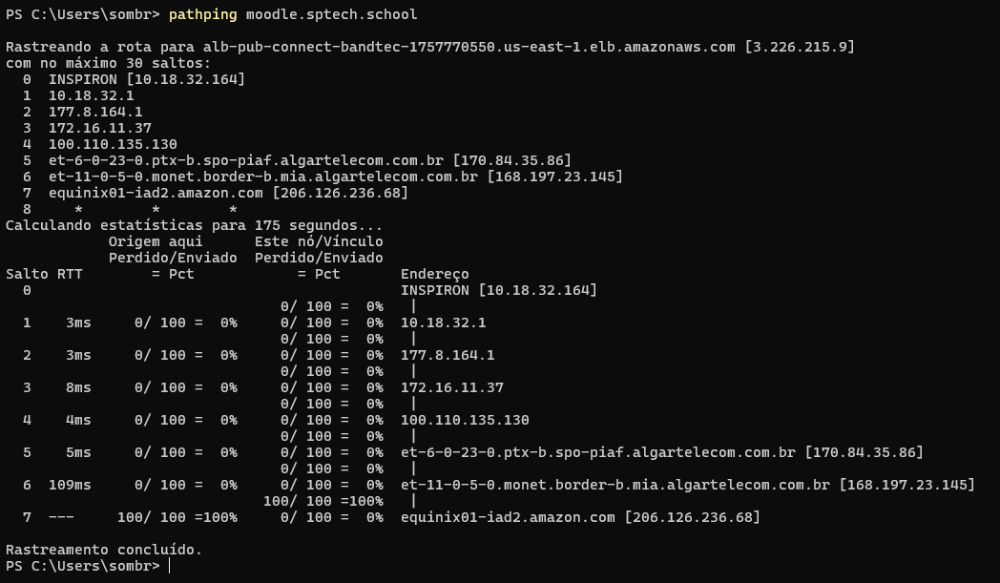 PS C:\Users\sombr> pathping moodle.sptech.school
Rastreando a rota para alb-pub-connect-bandtec-1757770550.us-east-1.elb.amazonaws.com [3.226.215.9]
com no máximo 30 saltos:
  0  INSPIRON [10.18.32.164]
  1  10.18.32.1
  2  177.8.164.1
  3  172.16.11.37
  4  100.110.135.130
  5  et-6-0-23-0.ptx-b.spo-piaf.algartelecom.com.br [170.84.35.86]
  6  et-11-0-5-0.monet.border-b.mia.algartelecom.com.br [168.197.23.145]
  7  equinix01-iad2.amazon.com [206.126.236.68]
  8     *        *        *
Calculando estatísticas para 175 segundos...
            Origem aqui      Este nó/Vínculo
            Perdido/Enviado  Perdido/Enviado
Salto RTT        = Pct            = Pct       Endereço
  0                                           INSPIRON [10.18.32.164]
                                0/ 100 =  0%   |
  1    3ms     0/ 100 =  0%     0/ 100 =  0%  10.18.32.1
                                0/ 100 =  0%   |
  2    3ms     0/ 100 =  0%     0/ 100 =  0%  177.8.164.1
                                0/ 100 =  0%   |
  3    8ms     0/ 100 =  0%     0/ 100 =  0%  172.16.11.37
                                0/ 100 =  0%   |
  4    4ms     0/ 100 =  0%     0/ 100 =  0%  100.110.135.130
                                0/ 100 =  0%   |
  5    5ms     0/ 100 =  0%     0/ 100 =  0%  et-6-0-23-0.ptx-b.spo-piaf.algartelecom.com.br [170.84.35.86]
                                0/ 100 =  0%   |
  6  109ms     0/ 100 =  0%     0/ 100 =  0%  et-11-0-5-0.monet.border-b.mia.algartelecom.com.br [168.197.23.145]
                              100/ 100 =100%   |
  7  ---     100/ 100 =100%     0/ 100 =  0%  equinix01-iad2.amazon.com [206.126.236.68]
Rastreamento concluído.
PS C:\Users\sombr>